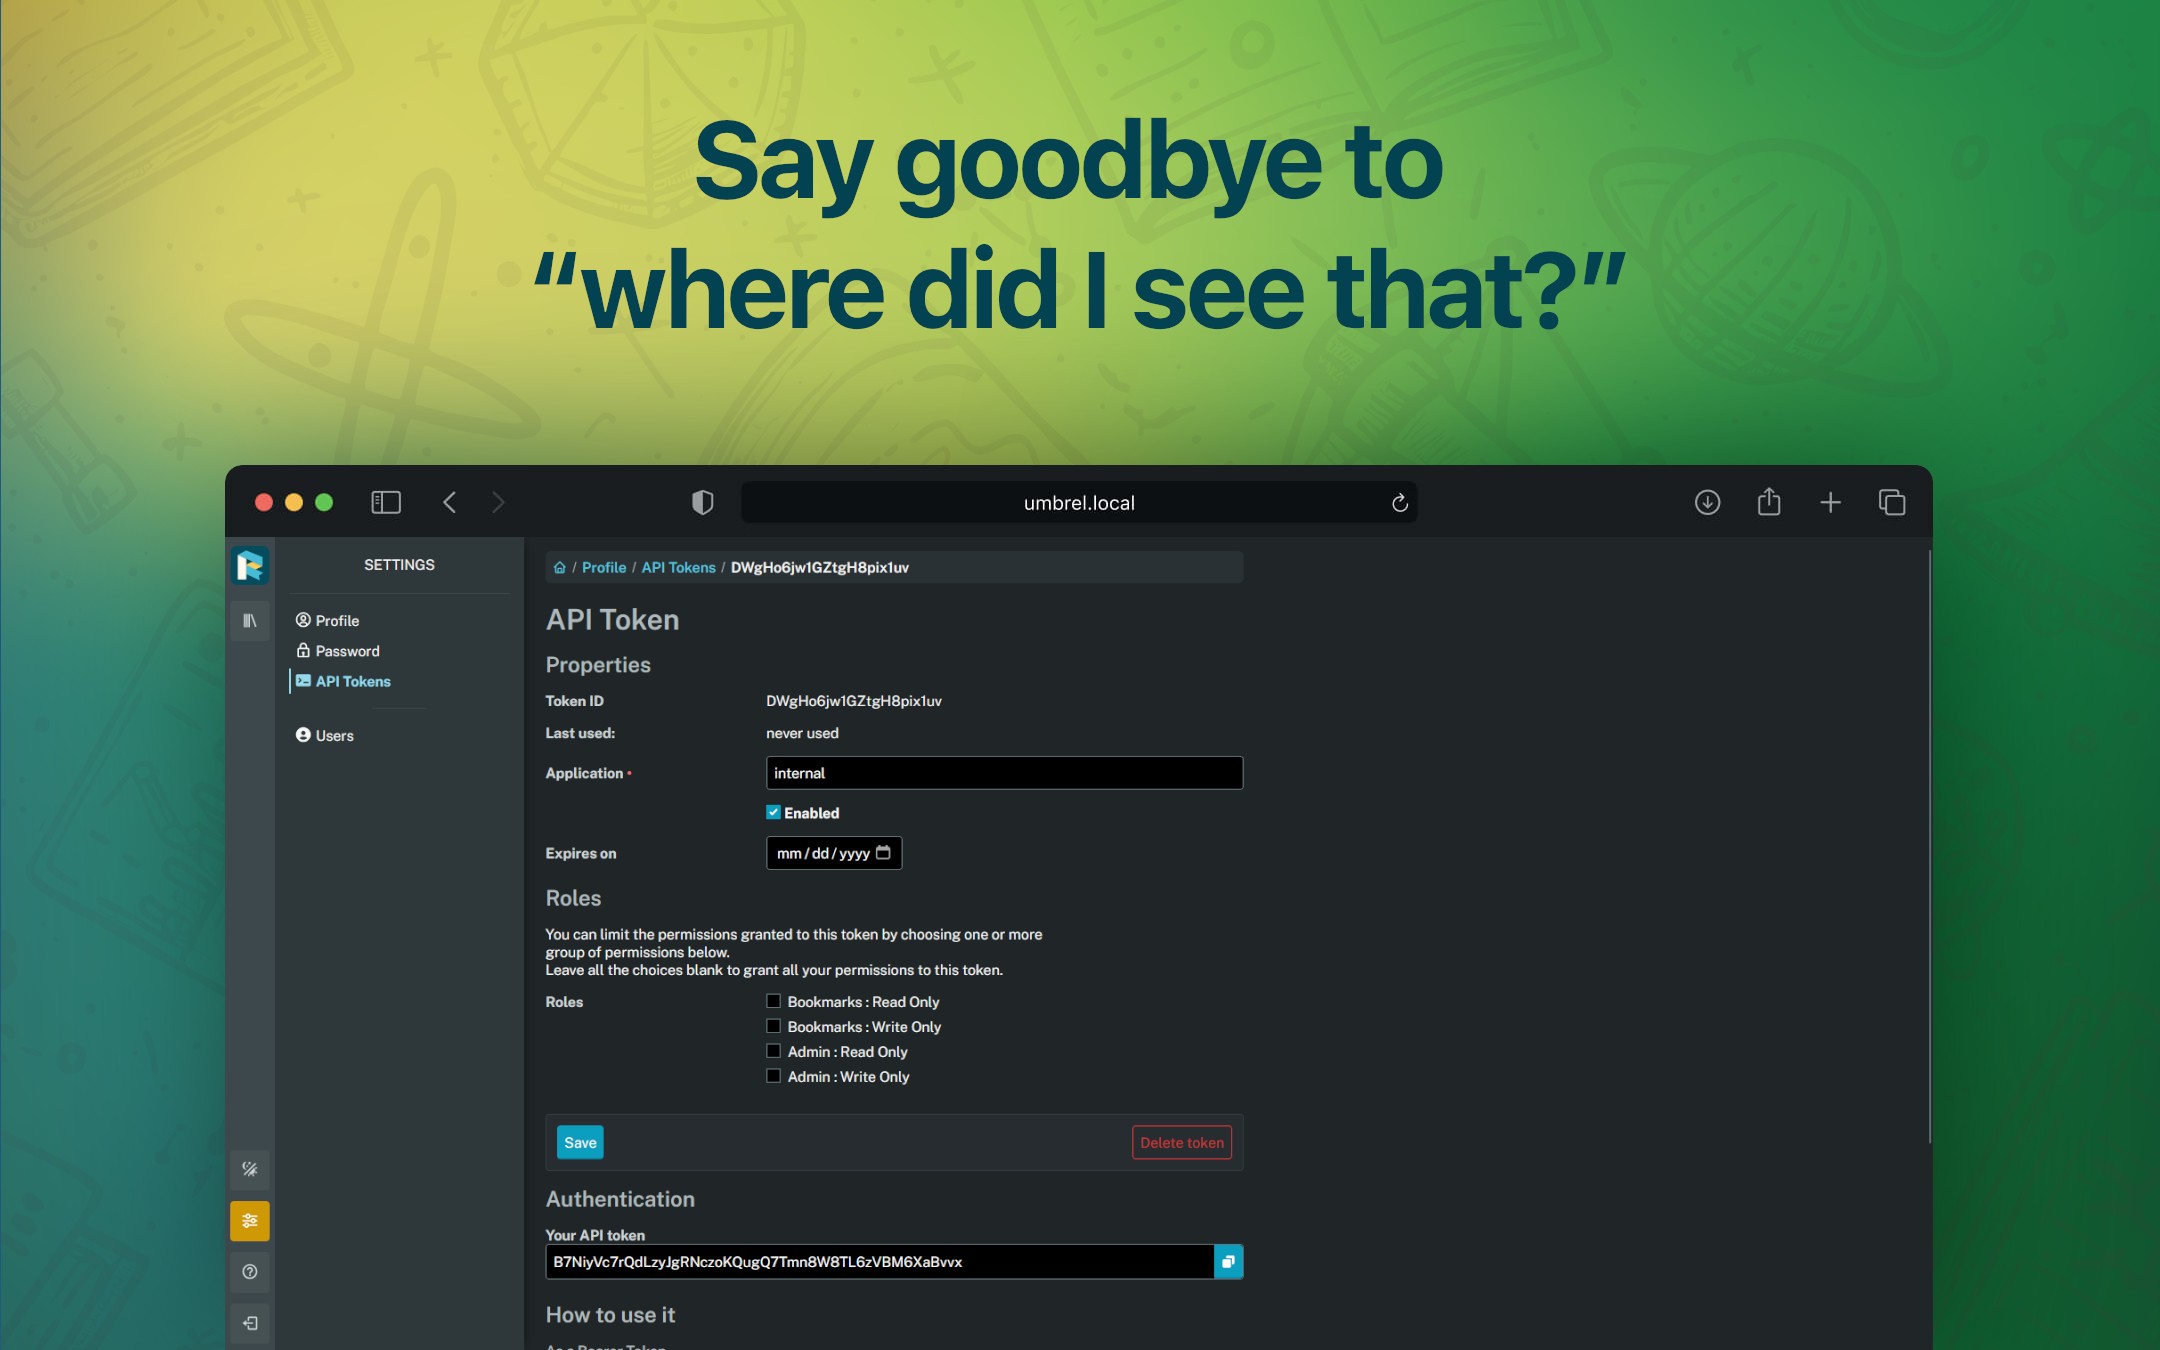 Say goodbye to
“where did I see that?”
umbrel.local
SETTINGS
Profile
Password
API Tokens
Users
/ Profile / API Tokens / DWgHo6jw1GZtgH8pix1uv
API Token
Properties
Token ID DWgHo6jw1GZtgH8pix1uv
Last used: never used
Application • internal
Enabled
Expires on mm/dd/yyyy
Roles
You can limit the permissions granted to this token by choosing one or more
group of permissions below.
Leave all the choices blank to grant all your permissions to this token.
Roles Bookmarks : Read Only
Bookmarks : Write Only
Admin : Read Only
Admin : Write Only
Save Delete token
Authentication
Your API token
B7NiyVc7rQdLzyJgRNczoKQugQ7Tmn8W8TL6zVBM6XaBvvx
How to use it
As a Bearer Token